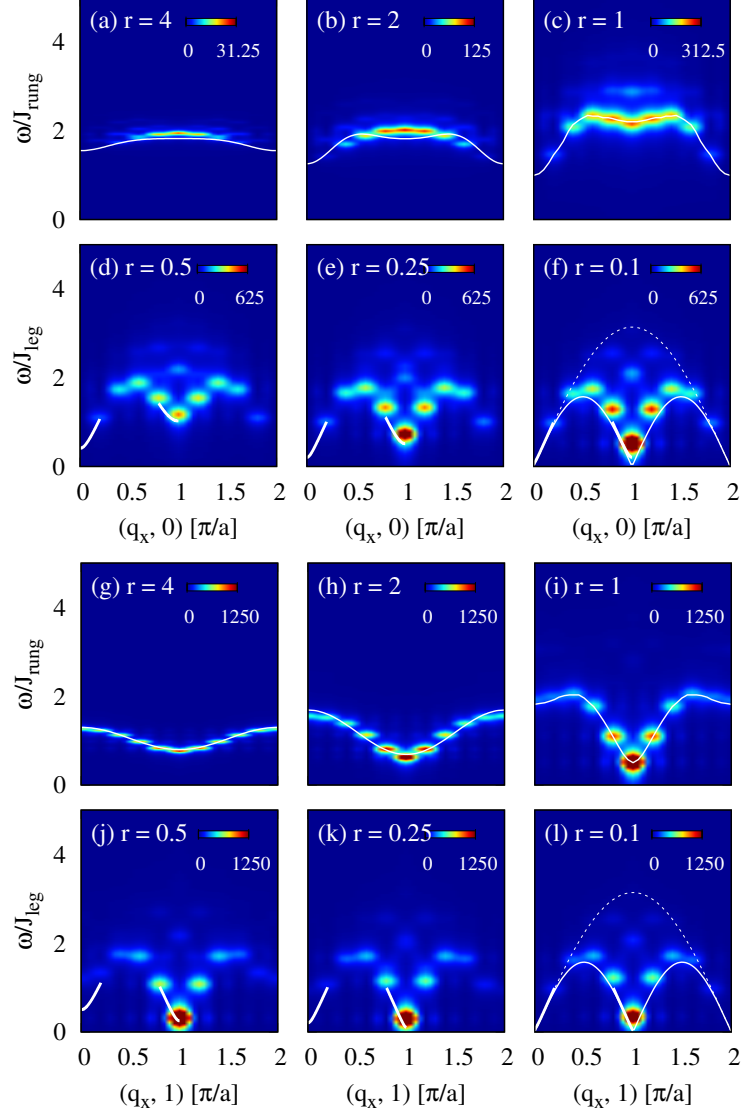 (a) r = 4
0 31.25
(b) r = 2
0 125
(c) r = 1
0 312.5
ω/J_rung
4
2
0
(d) r = 0.5
0 625
(e) r = 0.25
0 625
(f) r = 0.1
0 625
ω/J_leg
4
2
0
0 0.5 1 1.5 2
0 0.5 1 1.5 2
0 0.5 1 1.5 2
(q_x, 0) [π/a]
(q_x, 0) [π/a]
(q_x, 0) [π/a]
(g) r = 4
0 1250
(h) r = 2
0 1250
(i) r = 1
0 1250
ω/J_rung
4
2
0
(j) r = 0.5
0 1250
(k) r = 0.25
0 1250
(l) r = 0.1
0 1250
ω/J_leg
4
2
0
0 0.5 1 1.5 2
0 0.5 1 1.5 2
0 0.5 1 1.5 2
(q_x, 1) [π/a]
(q_x, 1) [π/a]
(q_x, 1) [π/a]